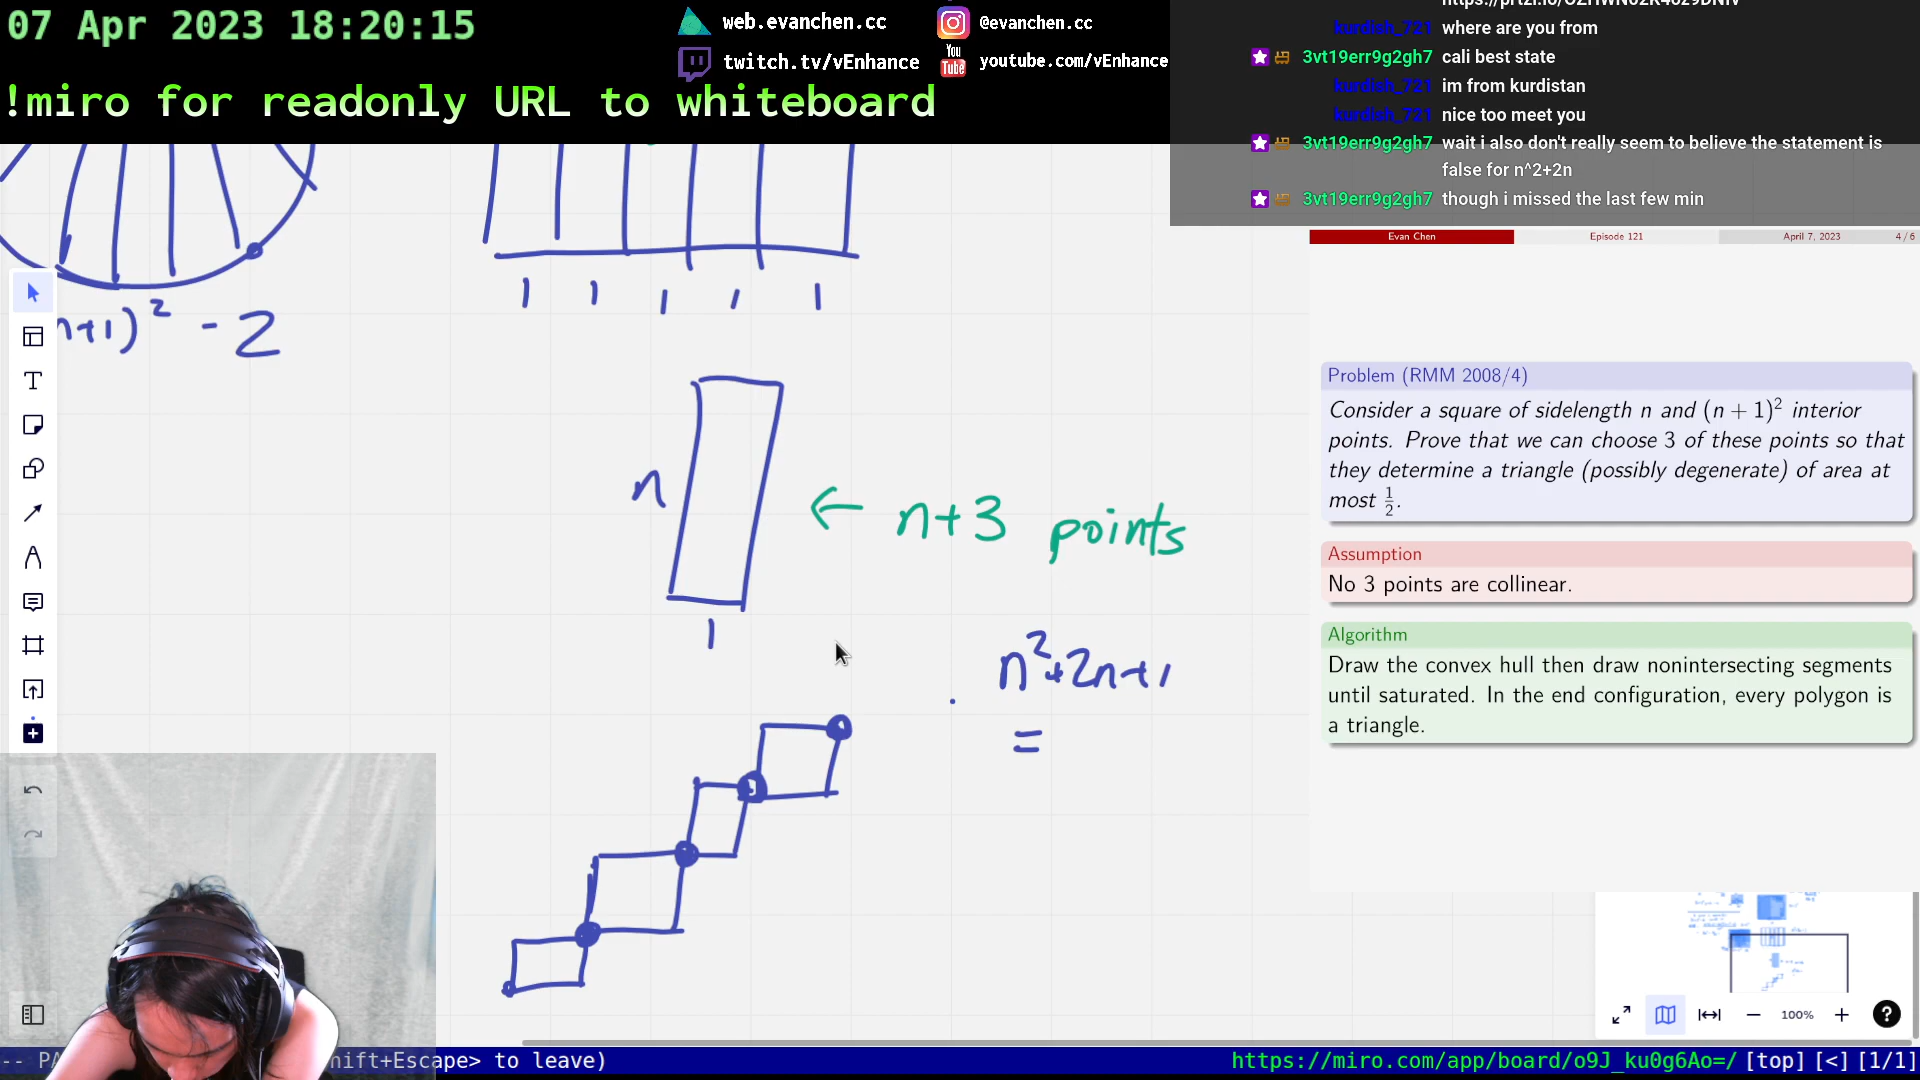 07 Apr 2023 18:20:15
web.evanchen.cc
@evanchen.cc
twitch.tv/vEnhance
You Tube
youtube.com/vEnhance
!miro for readonly URL to whiteboard
kurdish_721 where are you from
3vt19err9g2gh7 cali best state
kurdish_721 im from kurdistan
kurdish_721 nice too meet you
3vt19err9g2gh7 wait i also don't really seem to believe the statement is
false for n^2+2n
3vt19err9g2gh7 though i missed the last few min
Evan Chen Episode 121 April 7, 2023 4 / 6
Problem (RMM 2008/4)
Consider a square of sidelength n and (n + 1)² interior
points. Prove that we can choose 3 of these points so that
they determine a triangle (possibly degenerate) of area at
most 1/2.
Assumption
No 3 points are collinear.
Algorithm
Draw the convex hull then draw nonintersecting segments
until saturated. In the end configuration, every polygon is
a triangle.
n+1)² - 2
1 1 1 1 1
n
← n+3 points
1
n²+2n+1
=
100%
nift+Escape> to leave)
https://miro.com/app/board/o9J_ku0g6Ao=/ [top] [<] [1/1]